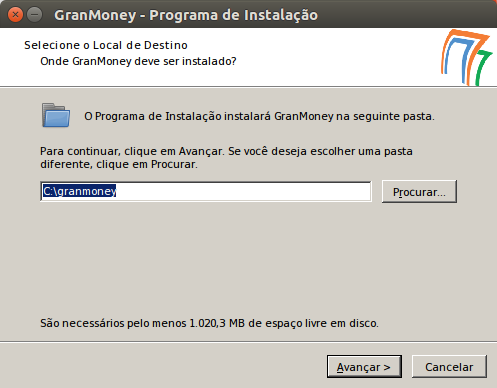 GranMoney - Programa de Instalação
Selecione o Local de Destino
Onde GranMoney deve ser instalado?
O Programa de Instalação instalará GranMoney na seguinte pasta.
Para continuar, clique em Avançar. Se você deseja escolher uma pasta
diferente, clique em Procurar.
C:\granmoney
Procurar...
São necessários pelo menos 1.020,3 MB de espaço livre em disco.
Avançar >
Cancelar